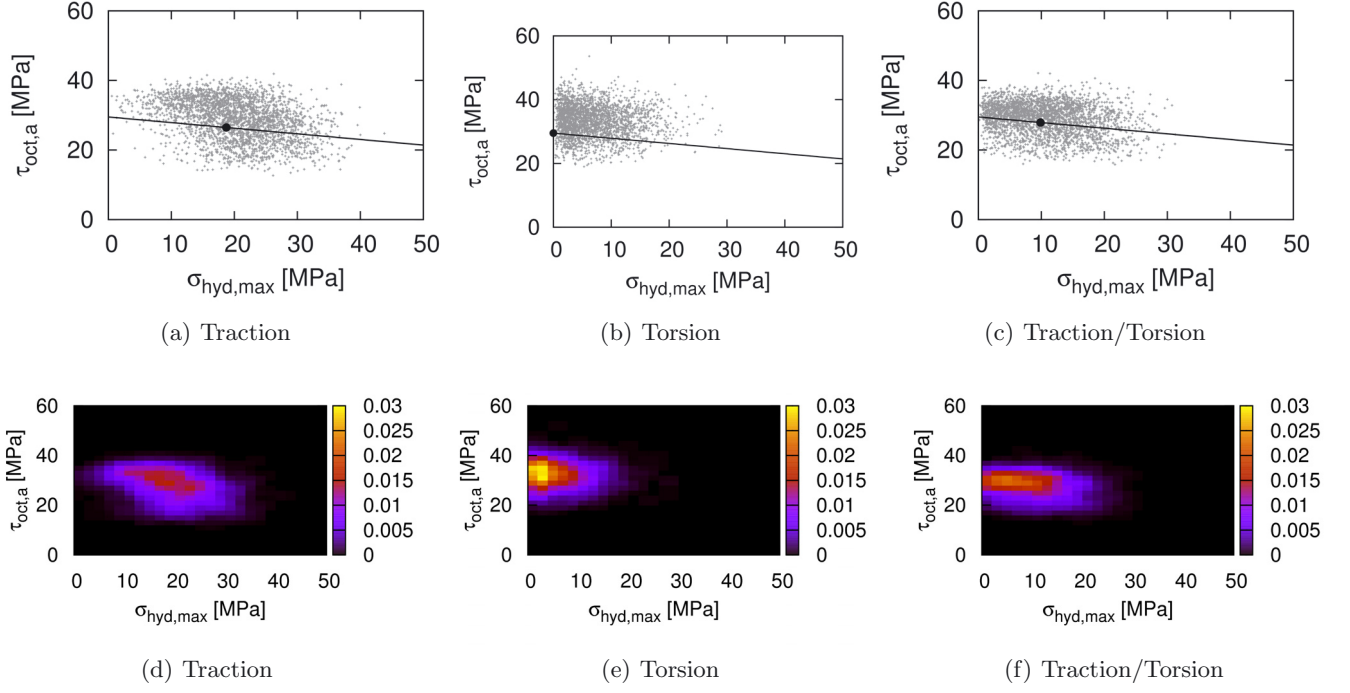 60
40
20
0
τoct,a [MPa]
0 10 20 30 40 50
σhyd,max [MPa]
(a) Traction
60
40
20
0
τoct,a [MPa]
0 10 20 30 40 50
σhyd,max [MPa]
(b) Torsion
60
40
20
0
τoct,a [MPa]
0 10 20 30 40 50
σhyd,max [MPa]
(c) Traction/Torsion
60
40
20
0
τoct,a [MPa]
0 10 20 30 40 50
σhyd,max [MPa]
0.03
0.025
0.02
0.015
0.01
0.005
0
(d) Traction
60
40
20
0
τoct,a [MPa]
0 10 20 30 40 50
σhyd,max [MPa]
0.03
0.025
0.02
0.015
0.01
0.005
0
(e) Torsion
60
40
20
0
τoct,a [MPa]
0 10 20 30 40 50
σhyd,max [MPa]
0.03
0.025
0.02
0.015
0.01
0.005
0
(f) Traction/Torsion